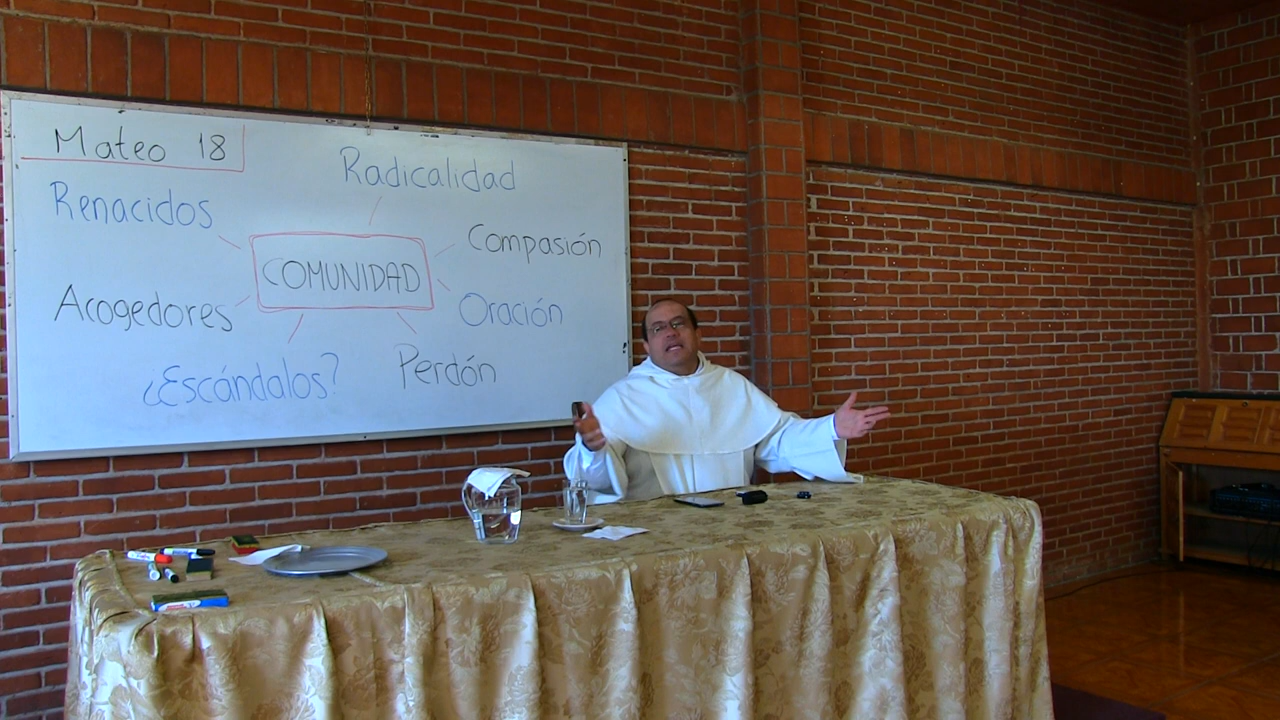 Mateo 18
Radicalidad
Renacidos
Compasión
COMUNIDAD
Acogedores
Oración
¿Escándalos?
Perdón